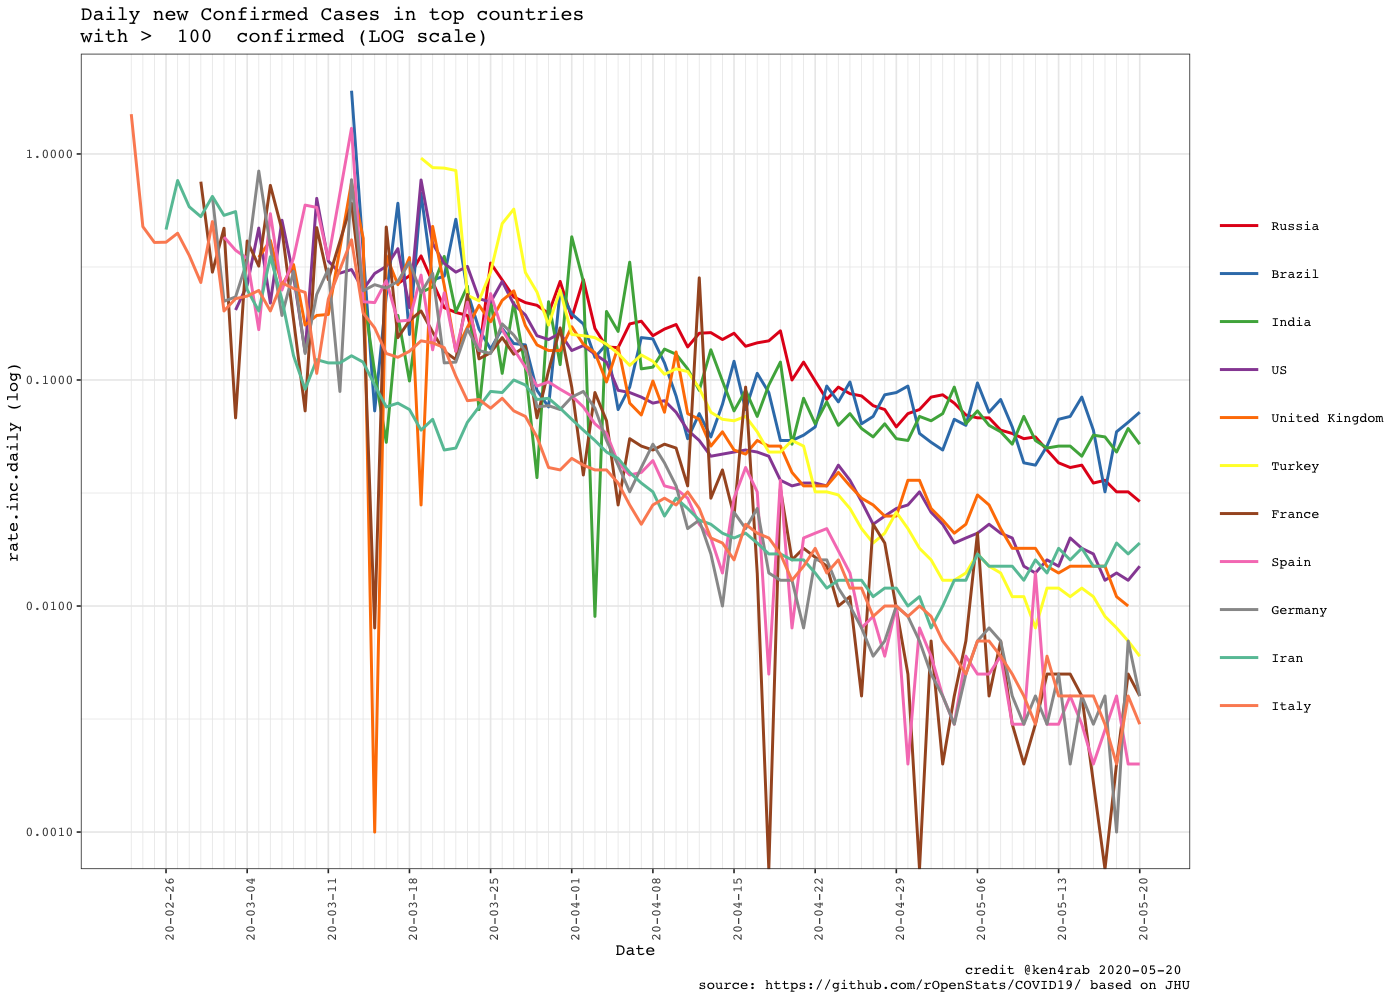 Daily new Confirmed Cases in top countries
with >  100  confirmed (LOG scale)
rate.inc.daily (log)
1.0000
0.1000
0.0100
0.0010
20-02-26
20-03-04
20-03-11
20-03-18
20-03-25
20-04-01
20-04-08
20-04-15
20-04-22
20-04-29
20-05-06
20-05-13
20-05-20
Date
Russia
Brazil
India
US
United Kingdom
Turkey
France
Spain
Germany
Iran
Italy
credit @ken4rab 2020-05-20
source: https://github.com/rOpenStats/COVID19/ based on JHU